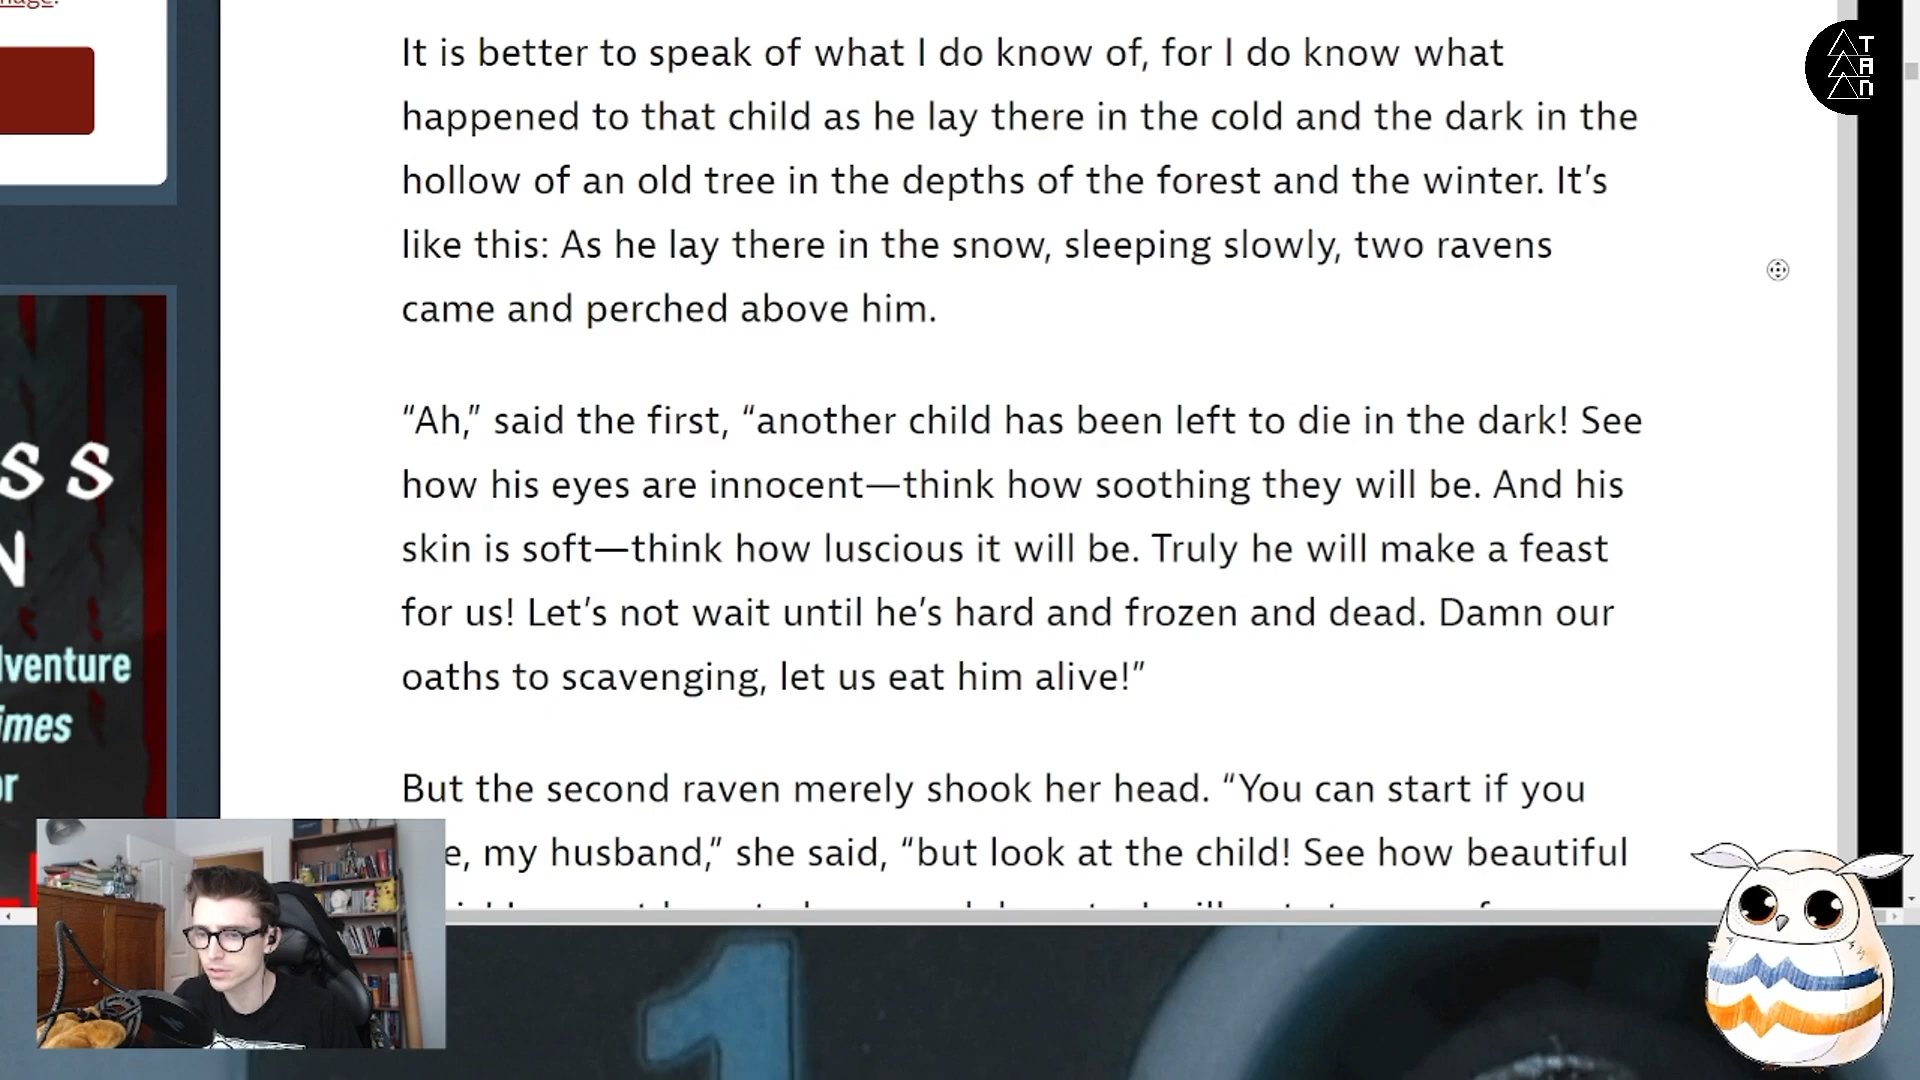 It is better to speak of what I do know of, for I do know what
happened to that child as he lay there in the cold and the dark in the
hollow of an old tree in the depths of the forest and the winter. It’s
like this: As he lay there in the snow, sleeping slowly, two ravens
came and perched above him.
“Ah,” said the first, “another child has been left to die in the dark! See
how his eyes are innocent—think how soothing they will be. And his
skin is soft—think how luscious it will be. Truly he will make a feast
for us! Let’s not wait until he’s hard and frozen and dead. Damn our
oaths to scavenging, let us eat him alive!”
But the second raven merely shook her head. “You can start if you
e, my husband,” she said, “but look at the child! See how beautiful
TAN
SS
N
dventure
imes
or
1